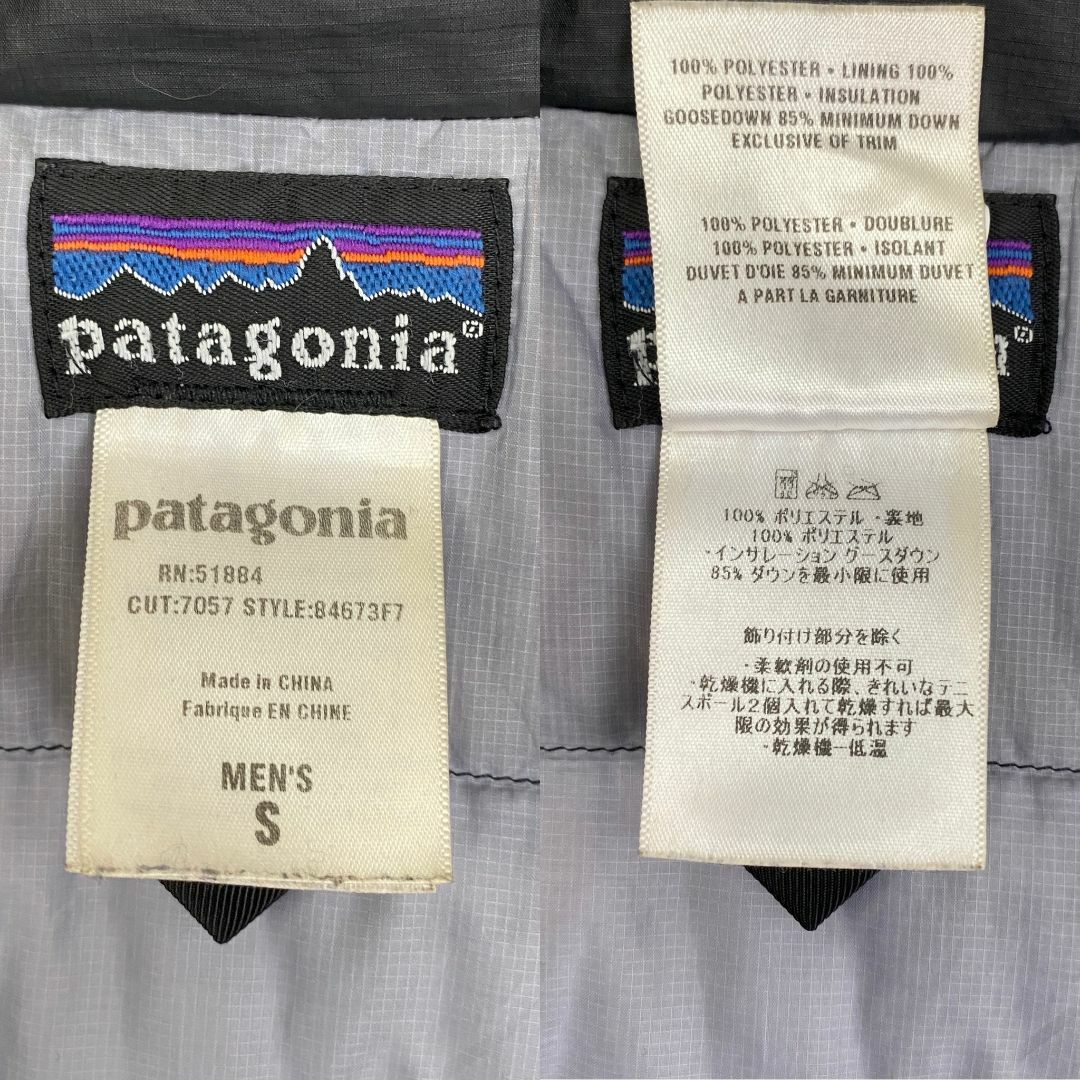 patagonia®
patagonia
RN:51884
CUT:7057 STYLE:84673F7
Made in CHINA
Fabrique EN CHINE
MEN'S
S
100% POLYESTER • LINING 100%
POLYESTER • INSULATION
GOOSEDOWN 85% MINIMUM DOWN
EXCLUSIVE OF TRIM
100% POLYESTER • DOUBLURE
100% POLYESTER • ISOLANT
DUVET D'OIE 85% MINIMUM DUVET
A PART LA GARNITURE
100% ポリエステル・裏地
100% ポリエステル
・インサレーション グースダウン
85% ダウンを最小限に使用
飾り付け部分を除く
・柔軟剤の使用不可
・乾燥機に入れる際、きれいなテニ
スボール2個入れて乾燥すれば最大
限の効果が得られます
・乾燥機−低温